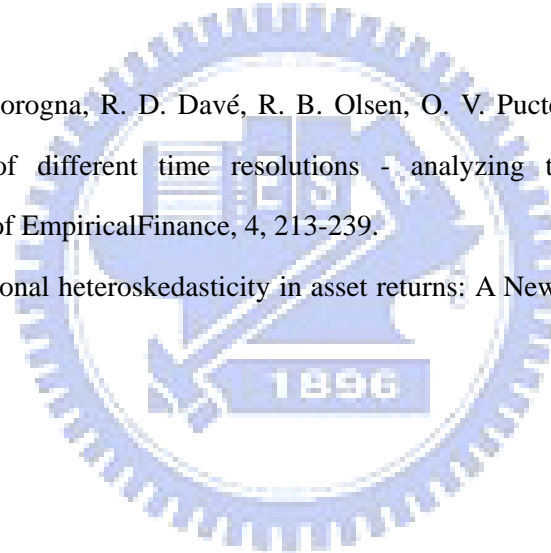 orogna, R. D. Davé, R. B. Olsen, O. V. Pucte
of different time resolutions - analyzing t
of EmpiricalFinance, 4, 213-239.
onal heteroskedasticity in asset returns: A New
ES
1896